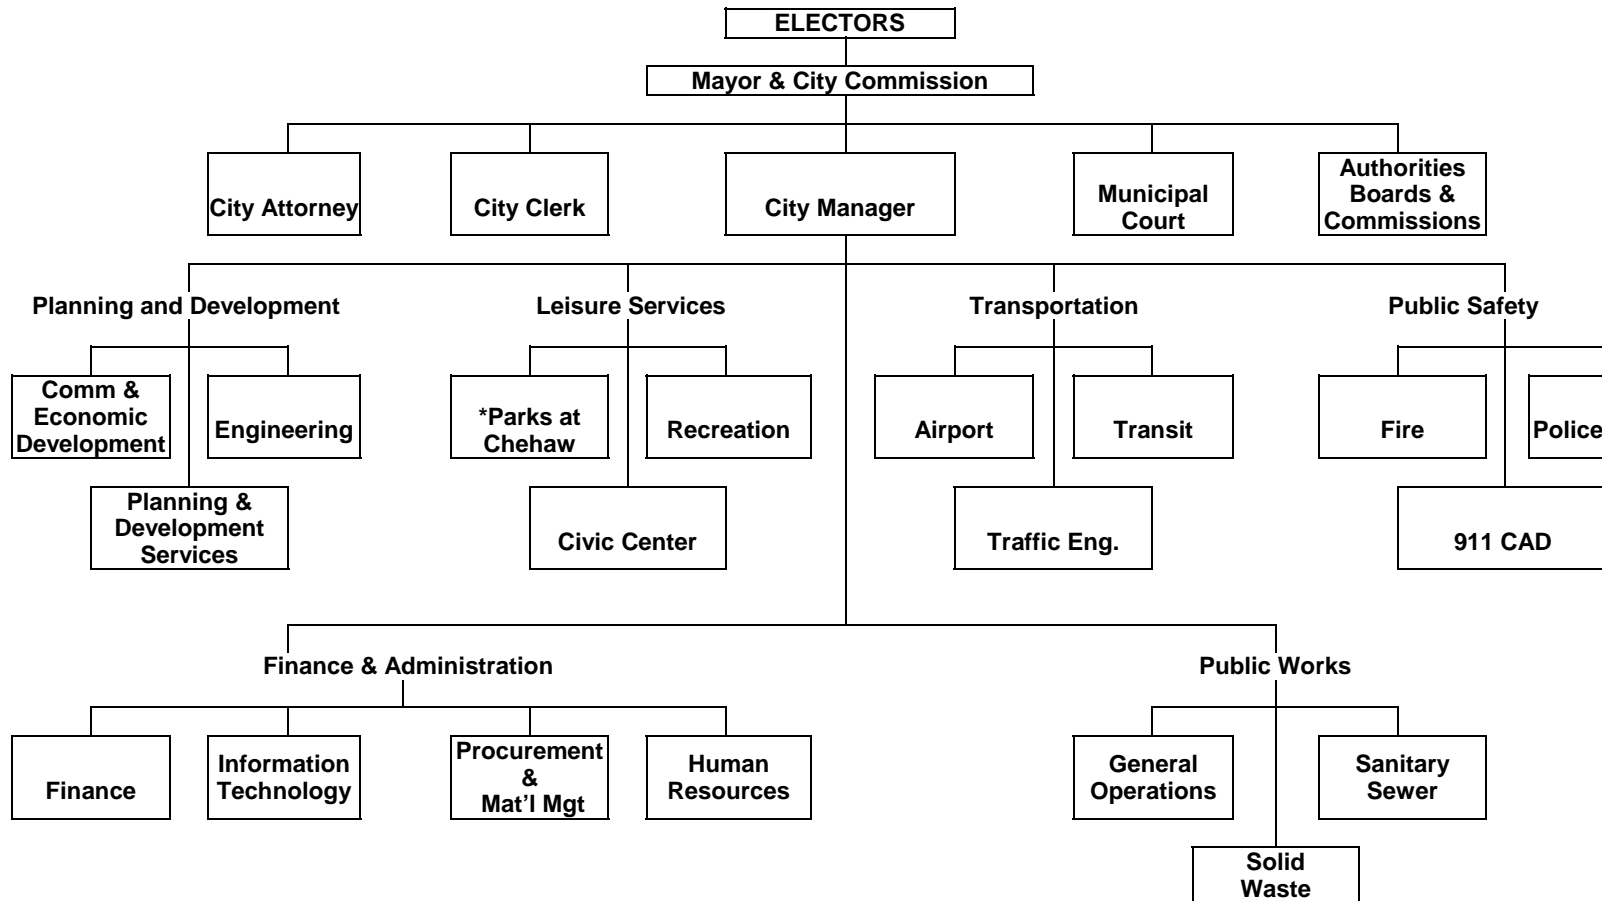 ELECTORS
Mayor & City Commission
City Attorney
City Clerk
City Manager
Municipal
Court
Authorities
Boards &
Commissions
Planning and Development
Leisure Services
Transportation
Public Safety
Comm &
Economic
Development
Engineering
*Parks at
Chehaw
Recreation
Airport
Transit
Fire
Police
Planning &
Development
Services
Civic Center
Traffic Eng.
911 CAD
Finance & Administration
Public Works
Finance
Information
Technology
Procurement
&
Mat’l Mgt
Human
Resources
General
Operations
Sanitary
Sewer
Solid
Waste